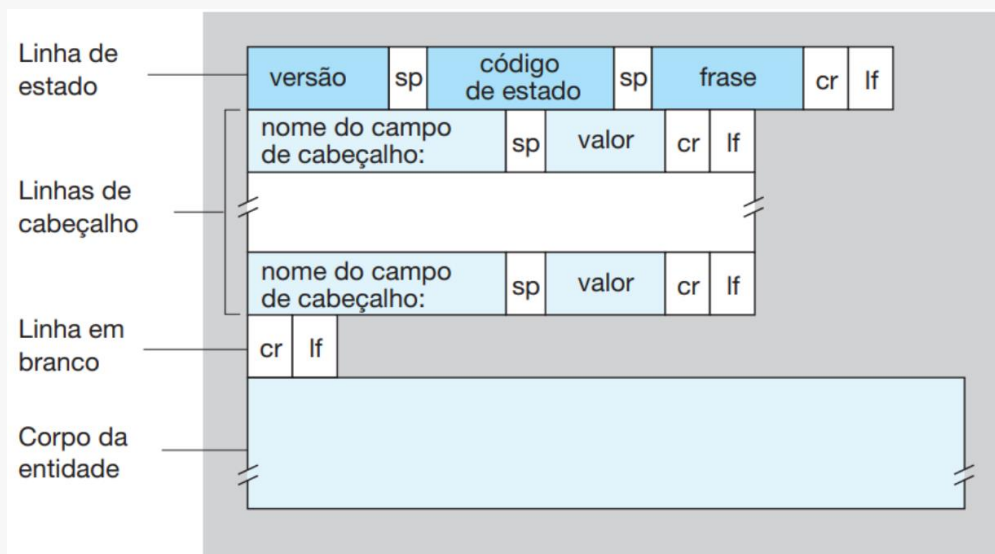 Linha de
estado
versão sp código
de estado sp frase cr lf
Linhas de
cabeçalho
nome do campo
de cabeçalho: sp valor cr lf
nome do campo
de cabeçalho: sp valor cr lf
Linha em
branco
cr lf
Corpo da
entidade